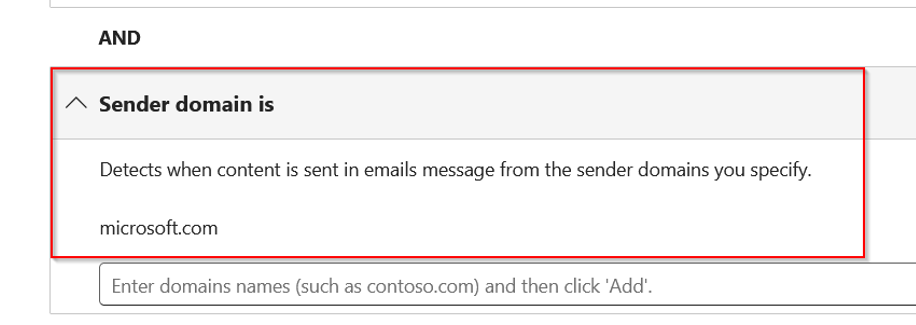 AND
Sender domain is
Detects when content is sent in emails message from the sender domains you specify.
microsoft.com
Enter domains names (such as contoso.com) and then click 'Add'.